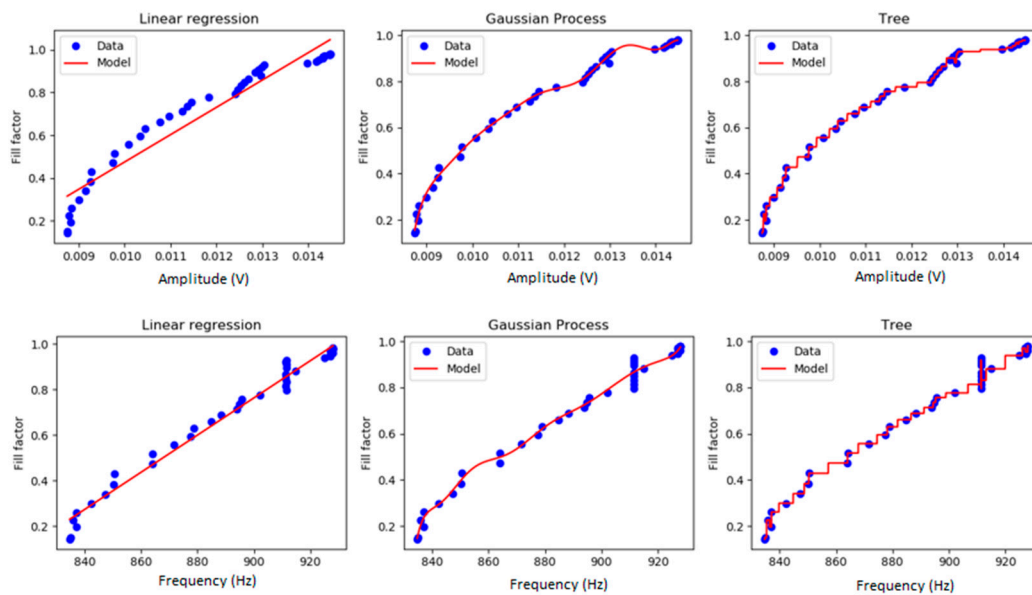 Linear regression
Gaussian Process
Tree
Data
Model
Data
Model
Data
Model
1.0
0.8
0.6
0.4
0.2
Fill factor
1.0
0.8
0.6
0.4
0.2
Fill factor
1.0
0.8
0.6
0.4
0.2
Fill factor
0.009 0.010 0.011 0.012 0.013 0.014
0.009 0.010 0.011 0.012 0.013 0.014
0.009 0.010 0.011 0.012 0.013 0.014
Amplitude (V)
Amplitude (V)
Amplitude (V)
Linear regression
Gaussian Process
Tree
Data
Model
Data
Model
Data
Model
1.0
0.8
0.6
0.4
0.2
Fill factor
1.0
0.8
0.6
0.4
0.2
Fill factor
1.0
0.8
0.6
0.4
0.2
Fill factor
840 860 880 900 920
840 860 880 900 920
840 860 880 900 920
Frequency (Hz)
Frequency (Hz)
Frequency (Hz)